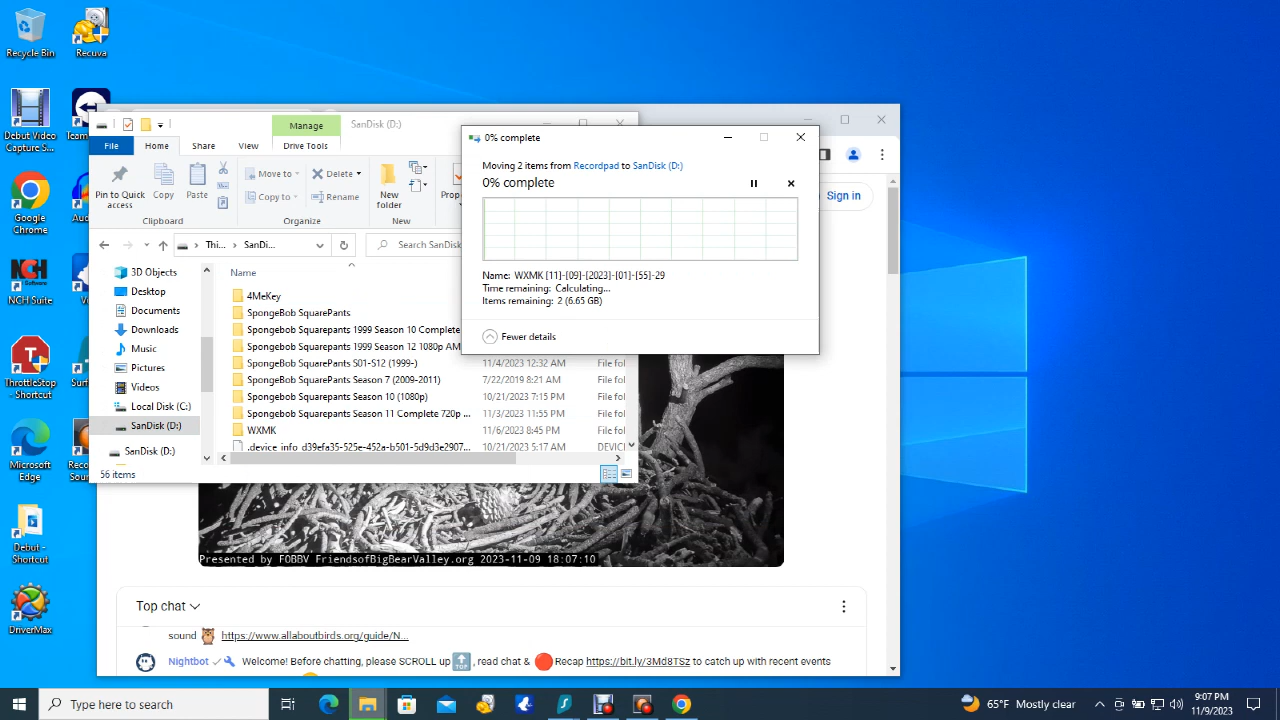 Recycle Bin
Recuva
Debut Video
Capture S...
Team
Google
Chrome
NCH Suite
ThrottleStop
- Shortcut
Microsoft
Edge
Debut -
Shortcut
DriverMax
Manage
SanDisk (D:)
File
Home
Share
View
Drive Tools
Pin to Quick
access
Copy
Paste
Clipboard
Move to
Copy to
Delete
Rename
Organize
New
folder
New
Thi...
SanDi...
Search SanDisk
3D Objects
Desktop
Documents
Downloads
Music
Pictures
Videos
Local Disk (C:)
SanDisk (D:)
SanDisk (D:)
Name
4MeKey
SpongeBob SquarePants
SpongeBob Squarepants 1999 Season 10 Complete
SpongeBob Squarepants 1999 Season 12 1080p AM
SpongeBob SquarePants S01-S12 (1999-) 11/4/2023 12:32 AM File fol
SpongeBob SquarePants Season 7 (2009-2011) 7/22/2019 8:21 AM File fol
Spongebob Squarepants Season 10 (1080p) 10/21/2023 7:15 PM File fol
Spongebob Squarepants Season 11 Complete 720p ... 11/3/2023 11:55 PM File fol
WXMK 11/6/2023 8:45 PM File fol
10/21/2023 5:17 AM DEVIC
56 items
0% complete
Moving 2 items from Recordpad to SanDisk (D:)
0% complete
Name: WXMK [11]-[09]-[2023]-[01]-[55]-29
Time remaining: Calculating...
Items remaining: 2 (6.65 GB)
Fewer details
Sign in
Presented by FOBBV FriendsofBigBearValley.org 2023-11-09 18:07:10
Top chat
sound https://www.allaboutbirds.org/guide/N...
Nightbot Welcome! Before chatting, please SCROLL up TOP , read chat & Recap https://bit.ly/3Md8TSz to catch up with recent events
Type here to search
65°F Mostly clear
9:07 PM
11/9/2023